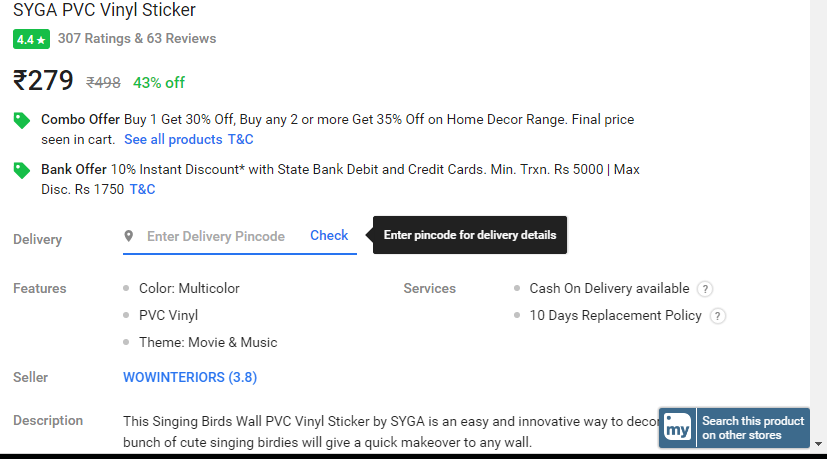 SYGA PVC Vinyl Sticker
4.4★ 307 Ratings & 63 Reviews
₹279 ₹498 43% off
Combo Offer Buy 1 Get 30% Off, Buy any 2 or more Get 35% Off on Home Decor Range. Final price
seen in cart. See all products T&C
Bank Offer 10% Instant Discount* with State Bank Debit and Credit Cards. Min. Trxn. Rs 5000 | Max
Disc. Rs 1750 T&C
Delivery Enter Delivery Pincode Check Enter pincode for delivery details
Features Color: Multicolor Services Cash On Delivery available ?
PVC Vinyl 10 Days Replacement Policy ?
Theme: Movie & Music
Seller WOWINTERIORS (3.8)
Description This Singing Birds Wall PVC Vinyl Sticker by SYGA is an easy and innovative way to
bunch of cute singing birdies will give a quick makeover to any wall.
my Search this product
on other stores